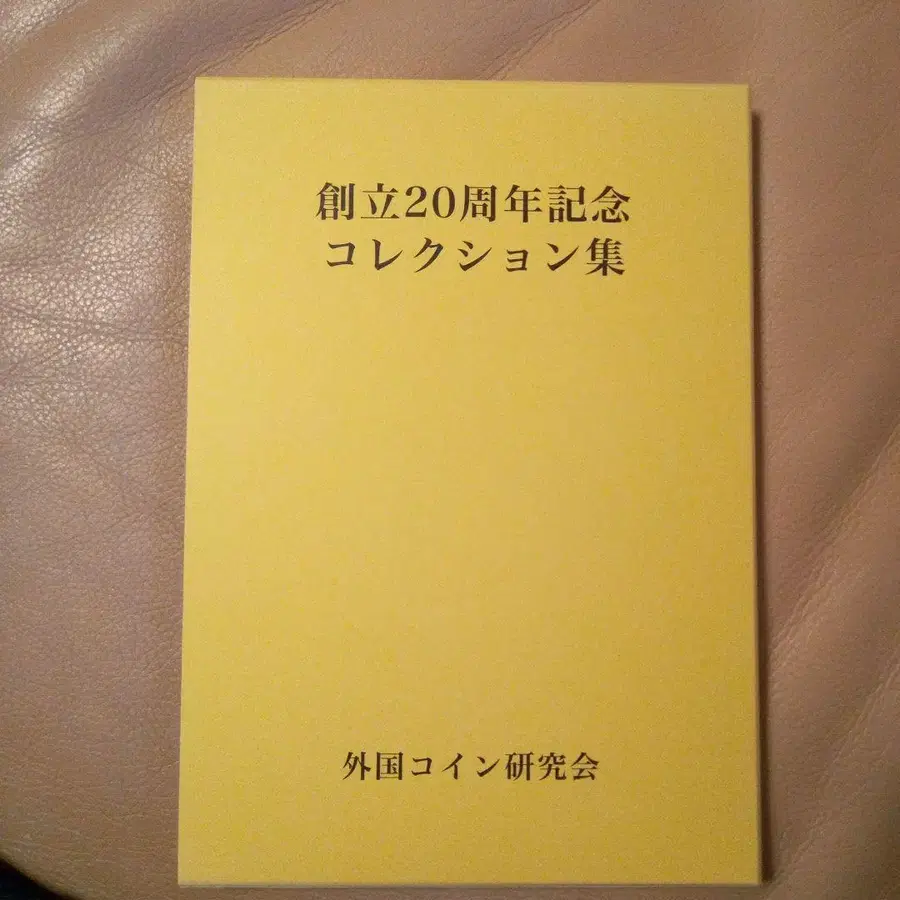 創立20周年記念
コレクション集
外国コイン研究会